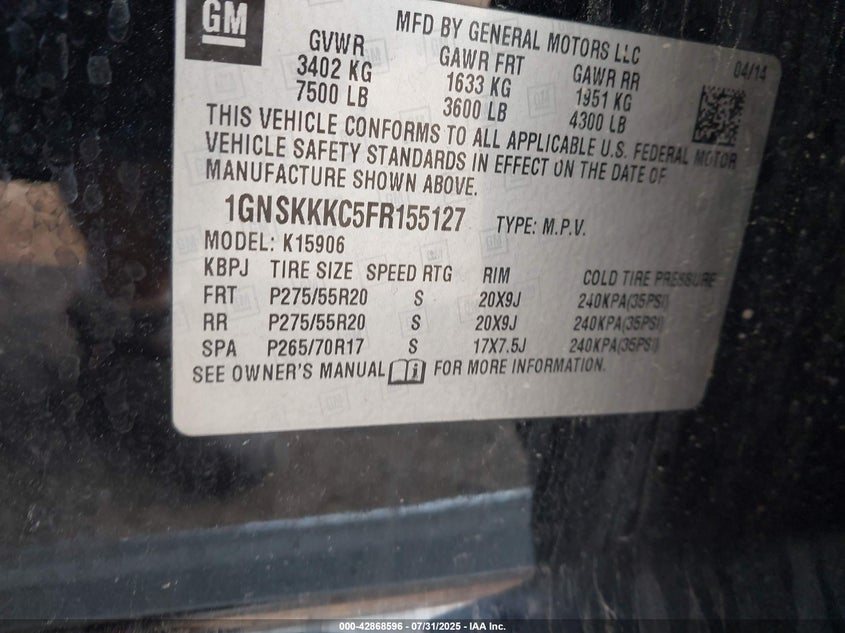 GM
MFD BY GENERAL MOTORS LLC
GVWR GAWR FRT GAWR RR 04/14
3402 KG 1633 KG 1951 KG
7500 LB 3600 LB 4300 LB
THIS VEHICLE CONFORMS TO ALL APPLICABLE U.S. FEDERAL MOTOR
VEHICLE SAFETY STANDARDS IN EFFECT ON THE DATE OF
MANUFACTURE SHOWN ABOVE.
1GNSKKKC5FR155127 TYPE: M.P.V.
MODEL: K15906
KBPJ TIRE SIZE SPEED RTG RIM COLD TIRE PRESSURE
FRT P275/55R20 S 20X9J 240KPA(35PSI)
RR P275/55R20 S 20X9J 240KPA(35PSI)
SPA P265/70R17 S 17X7.5J 240KPA(35PSI)
SEE OWNER'S MANUAL FOR MORE INFORMATION.
000-42868596 - 07/31/2025 - IAA Inc.